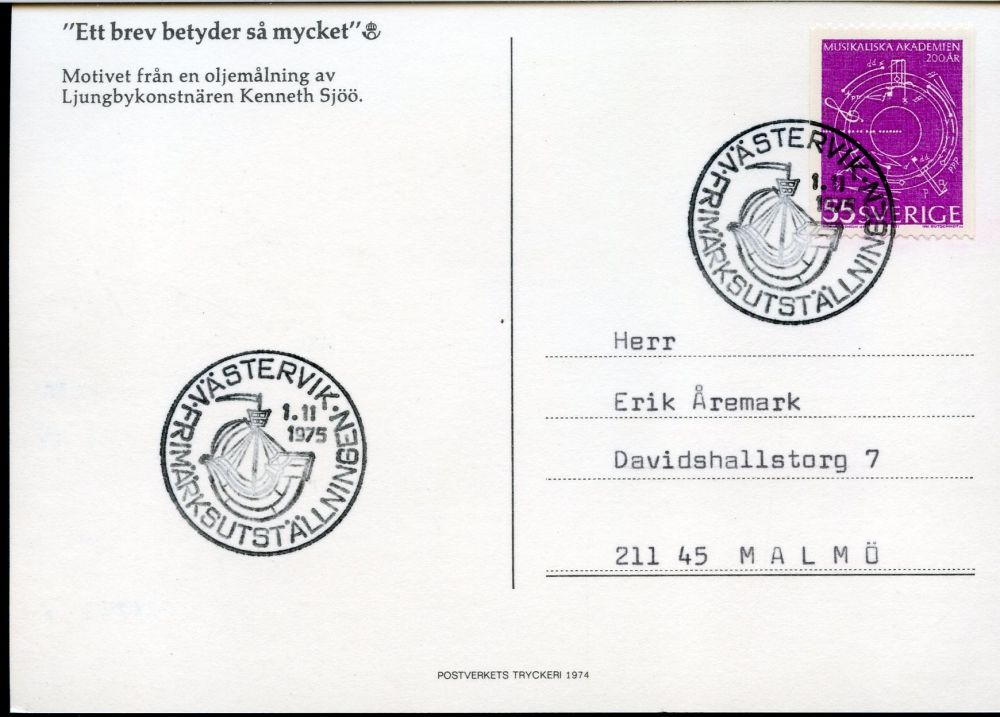 "Ett brev betyder så mycket"
Motivet från en oljemålning av
Ljungbykonstnären Kenneth Sjöö.
MUSIKALISKA AKADEMIEN
200 ÅR
55 SVERIGE
VÄSTERVIK
1.11
1975
FRIMÄRKSUTSTÄLLNINGEN
Herr
Erik Åremark
Davidshallstorg 7
211 45 MALMÖ
VÄSTERVIK
1.11
1975
FRIMÄRKSUTSTÄLLNINGEN
POSTVERKETS TRYCKERI 1974